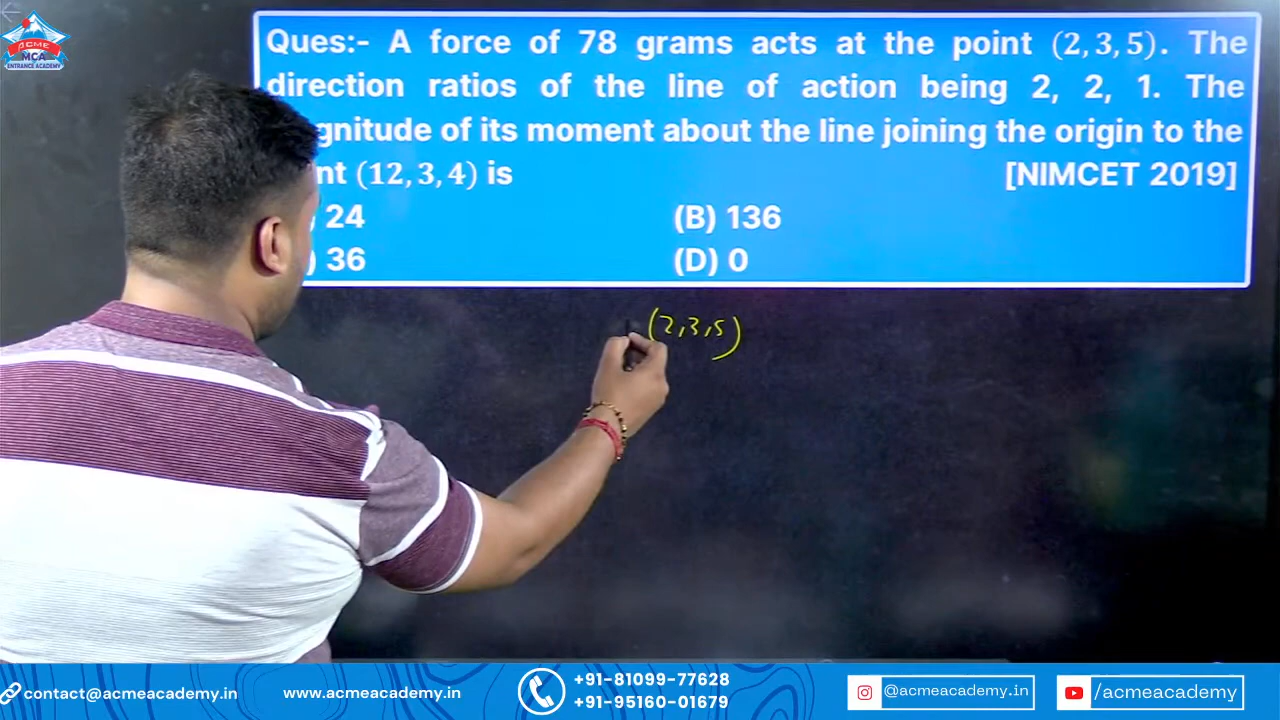 ACME
MCA
ENTRANCE ACADEMY
Ques:- A force of 78 grams acts at the point (2, 3, 5). The
direction ratios of the line of action being 2, 2, 1. The
gnitude of its moment about the line joining the origin to the
nt (12, 3, 4) is [NIMCET 2019]
) 24 (B) 136
) 36 (D) 0
(2,3,5)
contact@acmeacademy.in www.acmeacademy.in +91-81099-77628
+91-95160-01679
@acmeacademy.in /acmeacademy